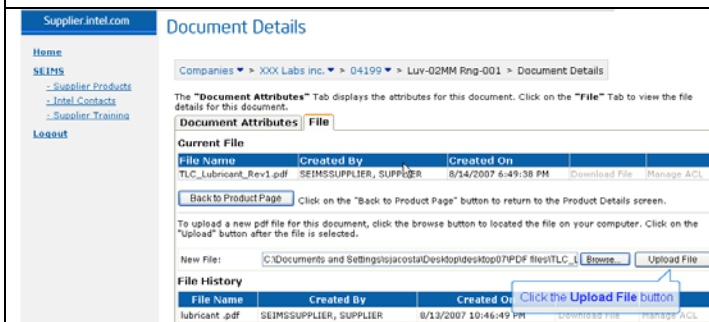 Supplier.intel.com
Document Details
Home
SEIMS
- Supplier Products
- Intel Contacts
- Supplier Training
Logout
Companies > XXX Labs inc. > 04199 > Luv-02MM Rng-001 > Document Details
The "Document Attributes" Tab displays the attributes for this document. Click on the "File" Tab to view the file
details for this document.
Document Attributes File
Current File
File Name Created By Created On
TLC_Lubricant_Rev1.pdf SEIMSSUPPLIER, SUPPLIER 8/14/2007 6:49:38 PM Download File Manage ACL
Back to Product Page Click on the "Back to Product Page" button to return to the Product Details screen.
To upload a new pdf file for this document, click the browse button to located the file on your computer. Click on the
"Upload" button after the file is selected.
New File: C:\Documents and Settings\sjacosta\Desktop\desktop07\PDF files\TLC_L Browse... Upload File
File History
File Name Created By Created On
Click the Upload File button
lubricant .pdf SEIMSSUPPLIER, SUPPLIER 8/13/2007 10:46:49 PM Download File Manage ACL